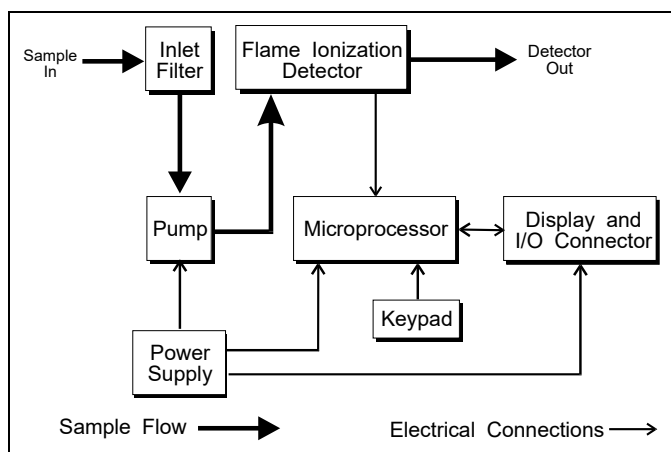 Sample
In
Inlet
Filter
Flame Ionization
Detector
Detector
Out
Pump
Microprocessor
Display and
I/O Connector
Keypad
Power
Supply
Sample Flow
Electrical Connections